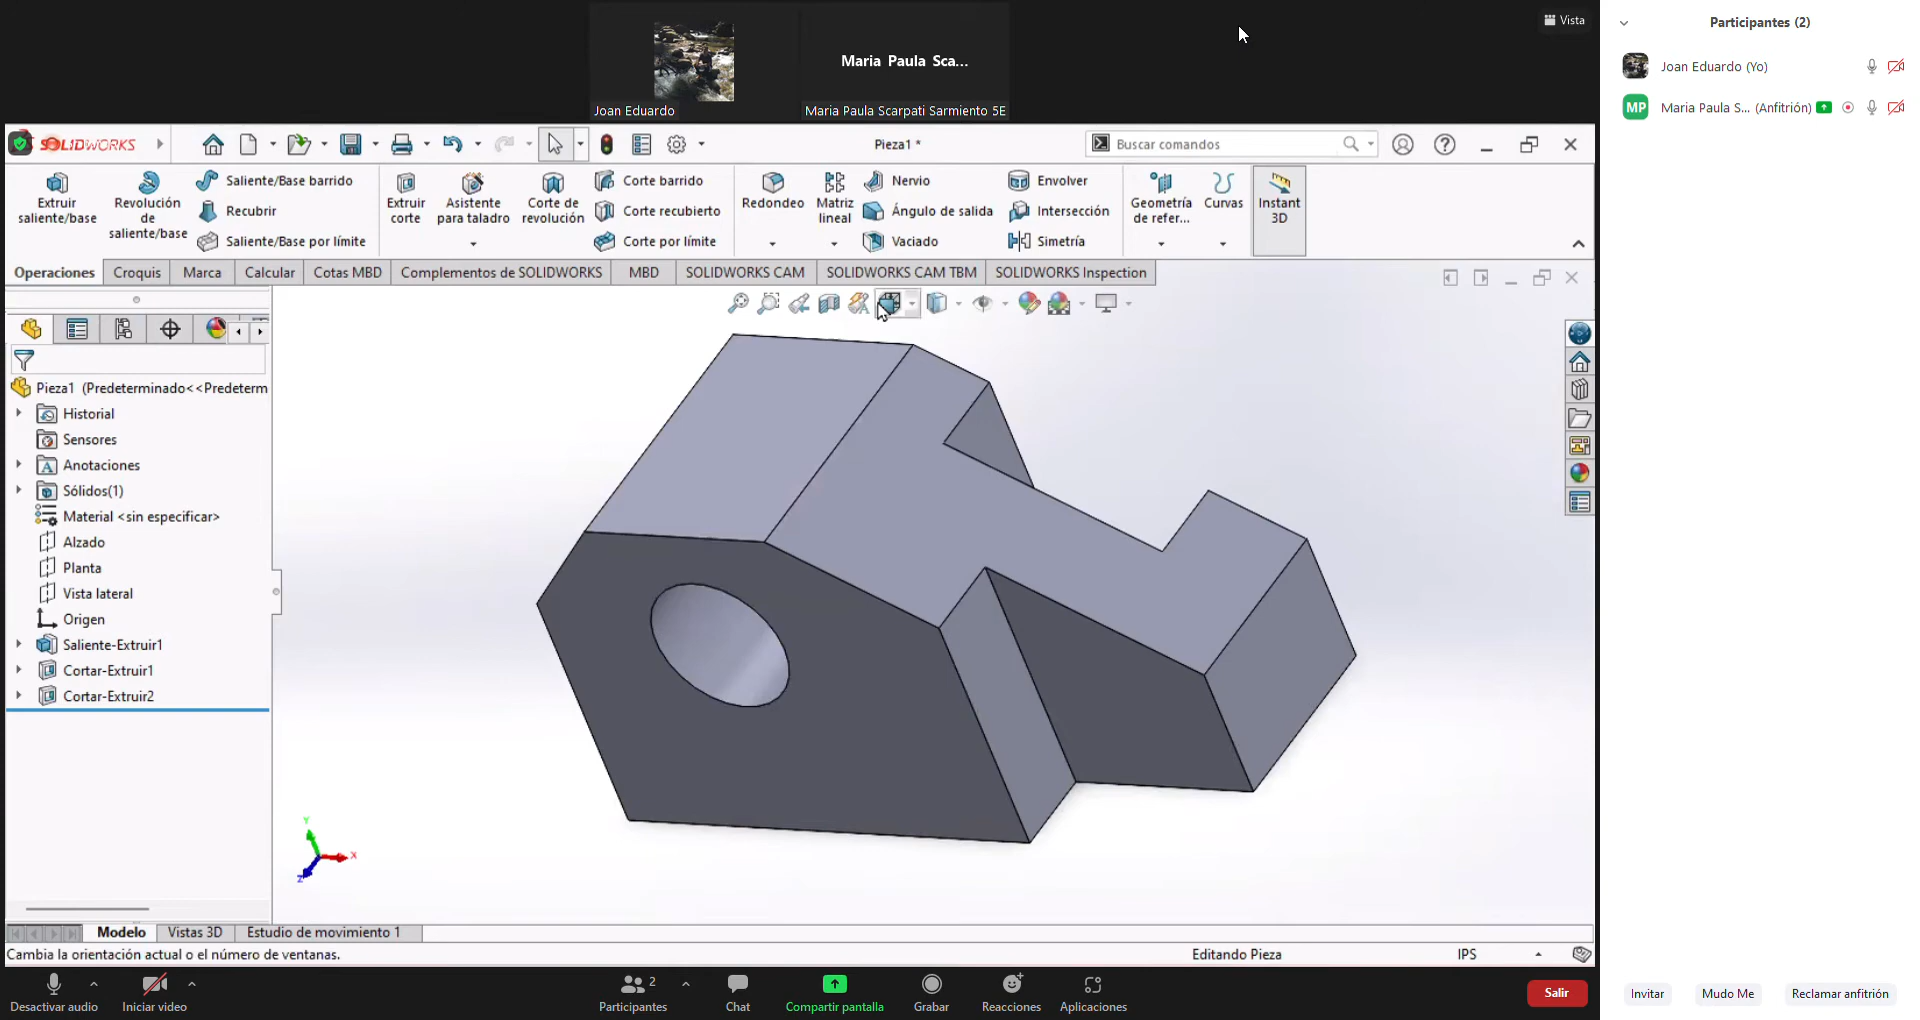 Vista
Maria Paula Sca...
Joan Eduardo
Maria Paula Scarpati Sarmiento 5E
Participantes (2)
Joan Eduardo (Yo)
MP
Maria Paula S... (Anfitrión)
SOLIDWORKS
Pieza1 *
Buscar comandos
Extruir saliente/base
Revolución de saliente/base
Saliente/Base barrido
Recubrir
Saliente/Base por límite
Extruir corte
Asistente para taladro
Corte de revolución
Corte barrido
Corte recubierto
Corte por límite
Redondeo
Matriz lineal
Nervio
Ángulo de salida
Vaciado
Envolver
Intersección
Simetría
Geometría de refer...
Curvas
Instant 3D
Operaciones
Croquis
Marca
Calcular
Cotas MBD
Complementos de SOLIDWORKS
MBD
SOLIDWORKS CAM
SOLIDWORKS CAM TBM
SOLIDWORKS Inspection
Pieza1 (Predeterminado<<Predeterm
Historial
Sensores
Anotaciones
Sólidos(1)
Material <sin especificar>
Alzado
Planta
Vista lateral
Origen
Saliente-Extruir1
Cortar-Extruir1
Cortar-Extruir2
Y
X
Z
Modelo
Vistas 3D
Estudio de movimiento 1
Cambia la orientación actual o el número de ventanas.
Editando Pieza
IPS
Desactivar audio
Iniciar video
2
Participantes
Chat
Compartir pantalla
Grabar
Reacciones
Aplicaciones
Salir
Invitar
Mudo Me
Reclamar anfitrión